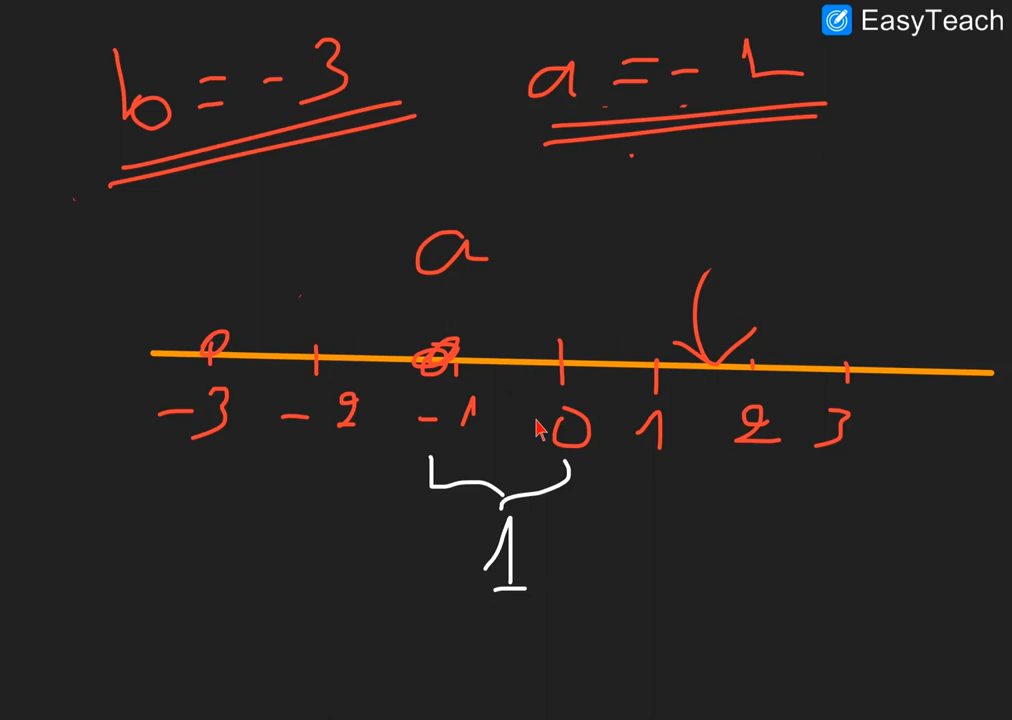 EasyTeach
b = -3 a = -1
a
-3 -2 -1 0 1 2 3
1